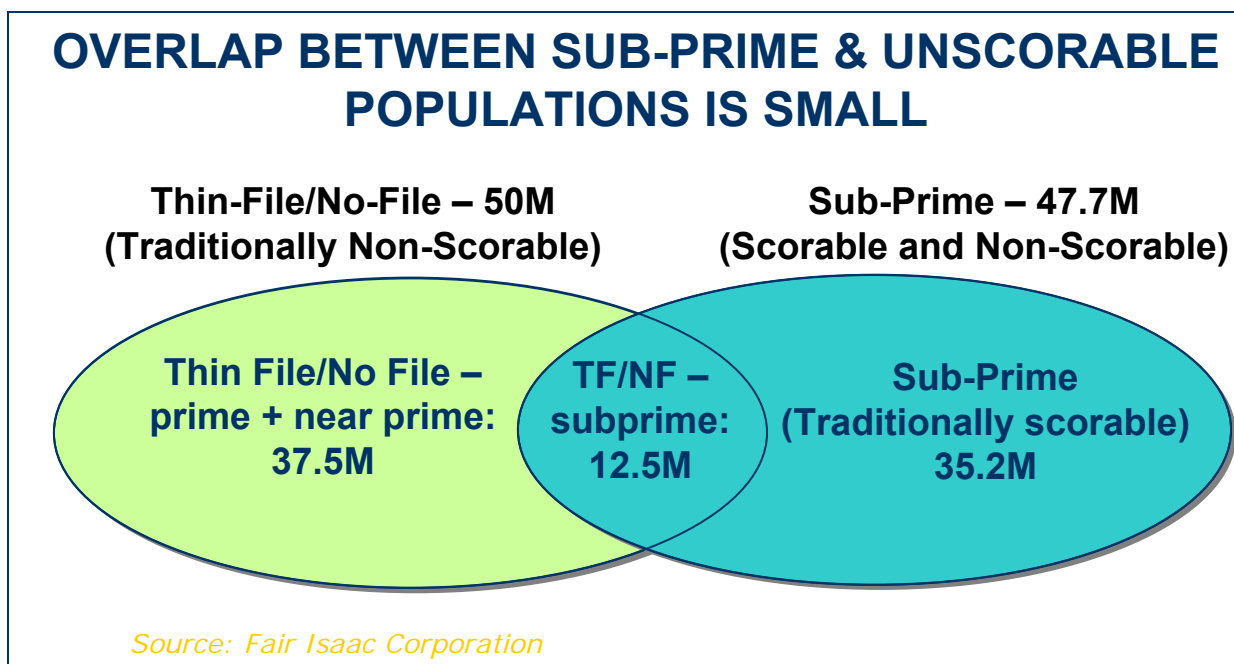 OVERLAP BETWEEN SUB-PRIME & UNSCORABLE
POPULATIONS IS SMALL
Thin-File/No-File – 50M
(Traditionally Non-Scorable)
Sub-Prime – 47.7M
(Scorable and Non-Scorable)
Thin File/No File –
prime + near prime:
37.5M
TF/NF –
subprime:
12.5M
Sub-Prime
(Traditionally scorable)
35.2M
Source: Fair Isaac Corporation